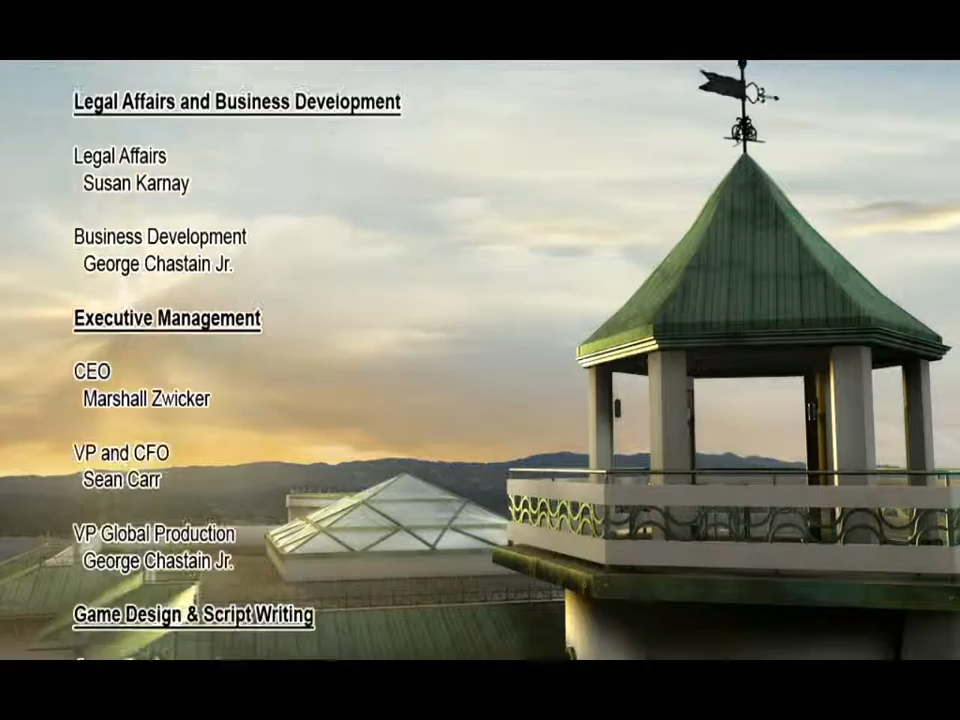 Legal Affairs and Business Development
Legal Affairs
Susan Karnay
Business Development
George Chastain Jr.
Executive Management
CEO
Marshall Zwicker
VP and CFO
Sean Carr
VP Global Production
George Chastain Jr.
Game Design & Script Writing